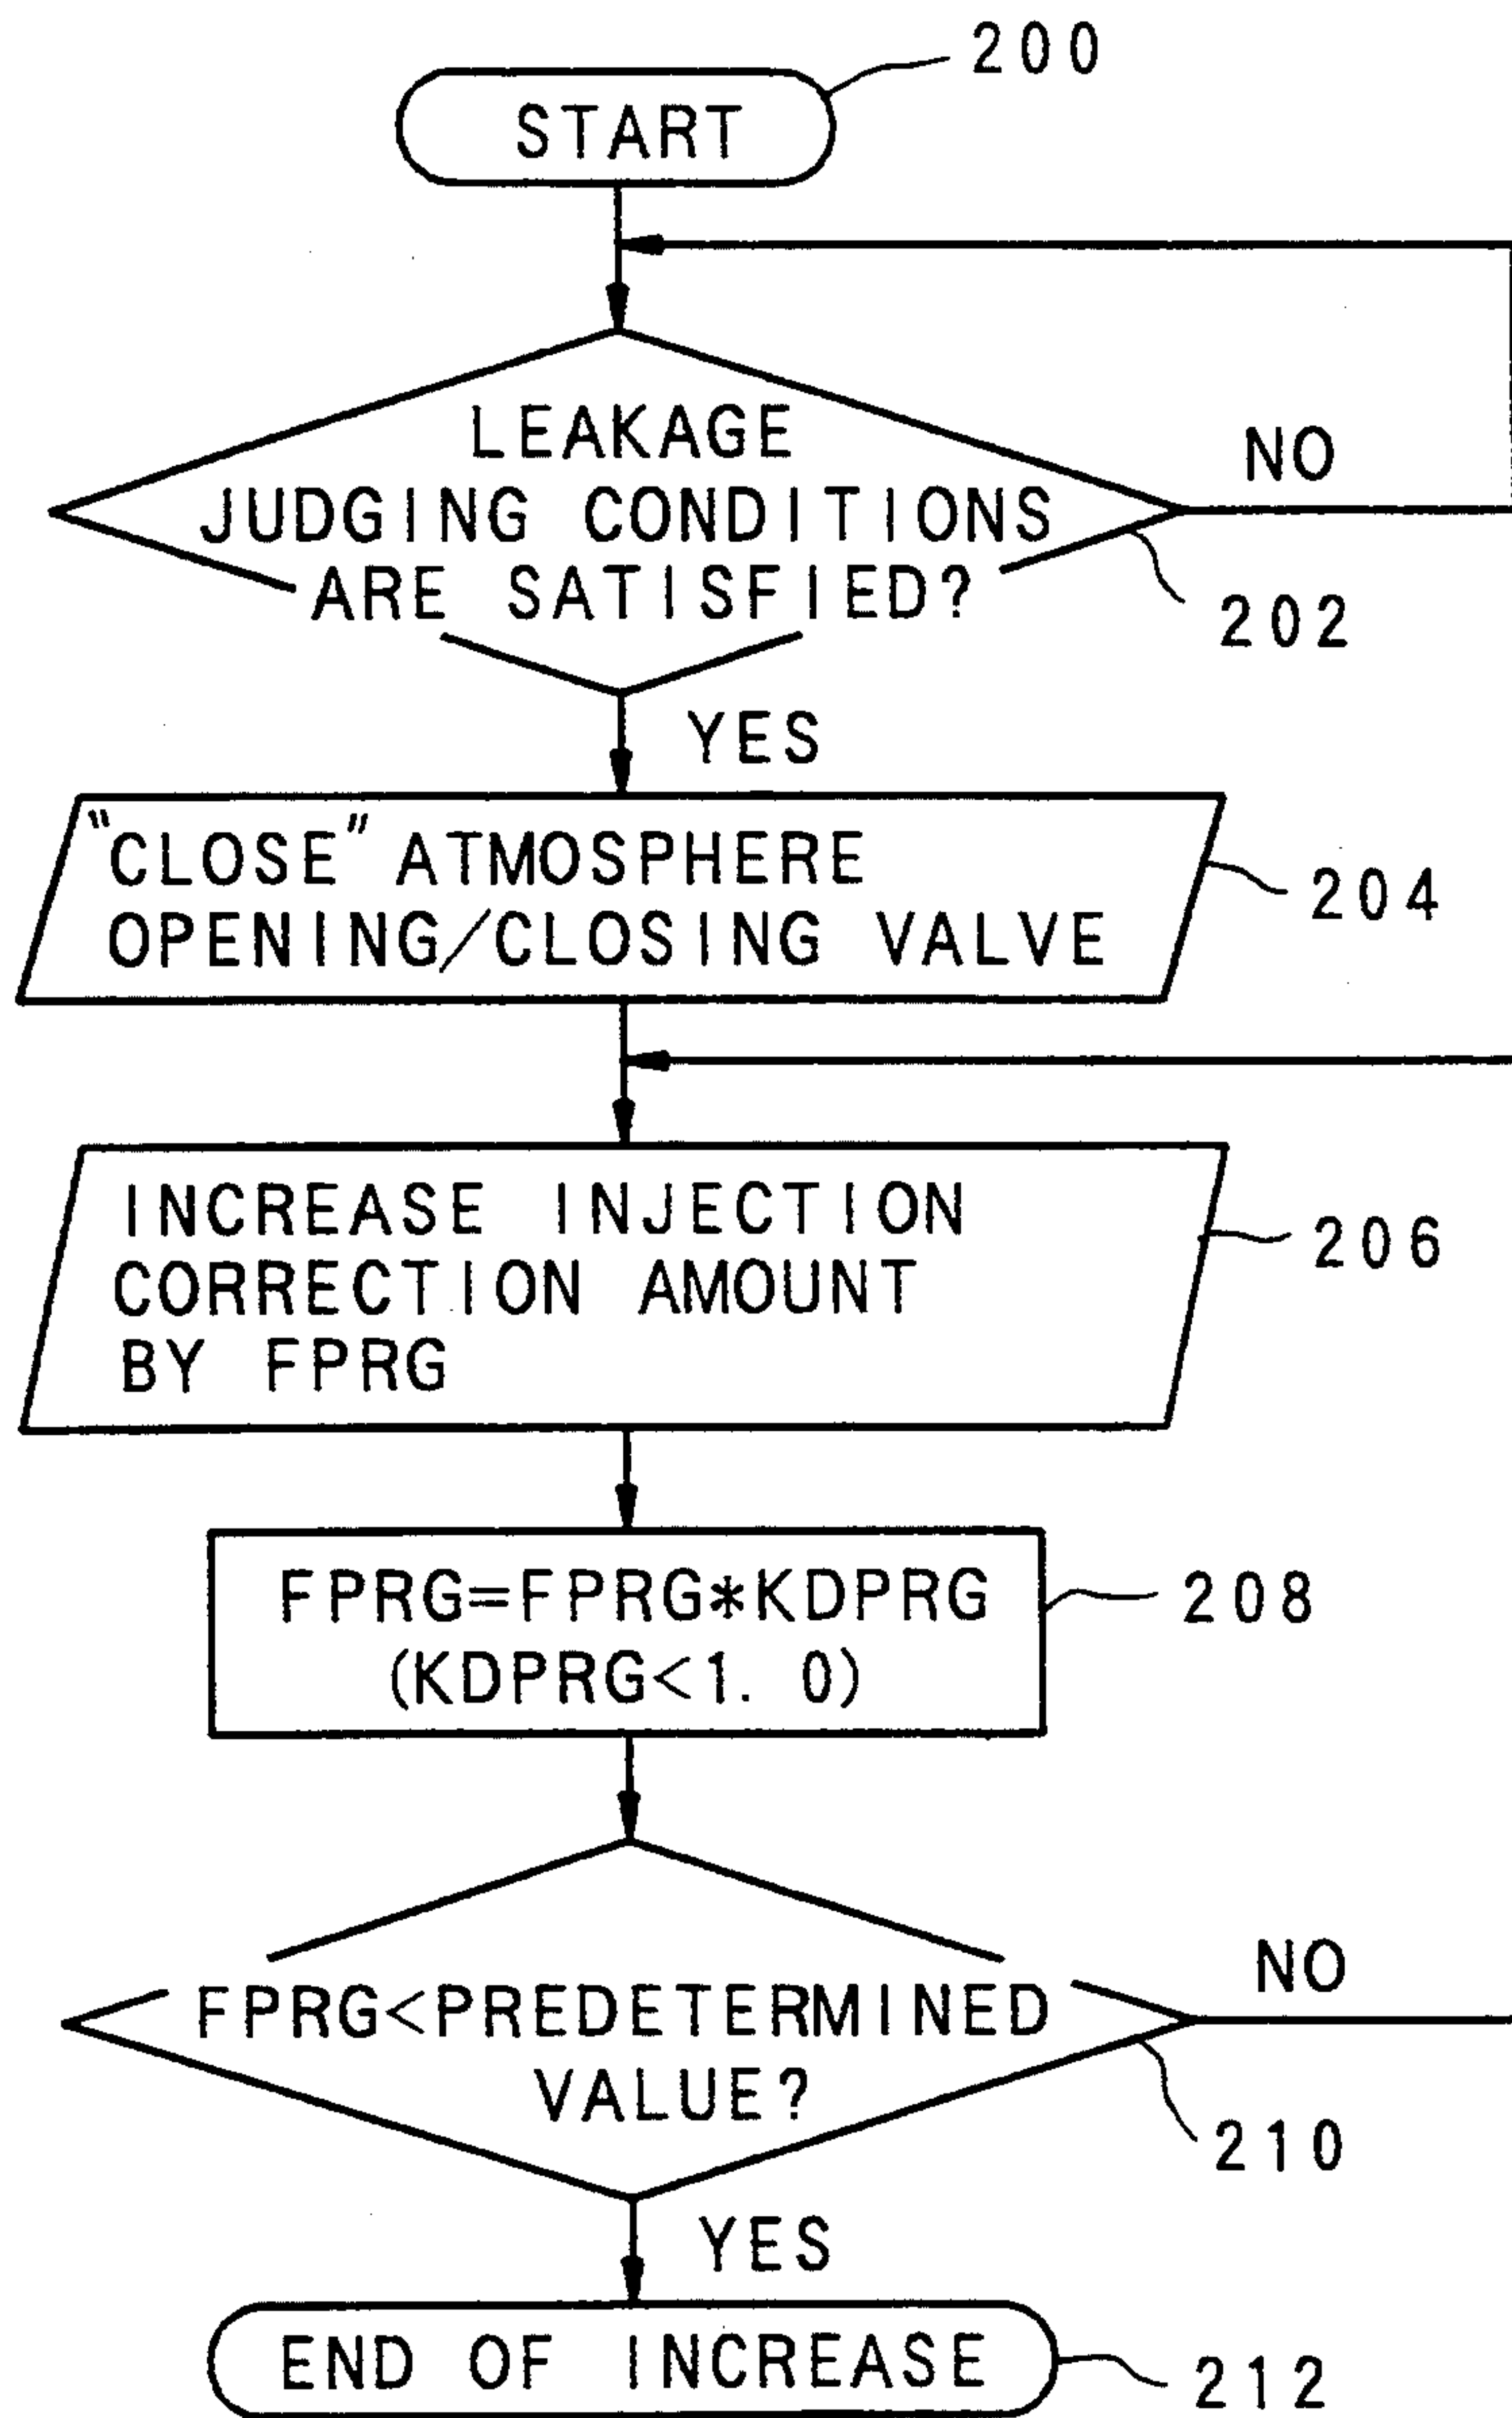 200
START
LEAKAGE
JUDGING CONDITIONS
ARE SATISFIED?
NO
202
YES
"CLOSE" ATMOSPHERE
OPENING/CLOSING VALVE
204
INCREASE INJECTION
CORRECTION AMOUNT
BY FPRG
206
FPRG=FPRG*KDPRG
(KDPRG<1. 0)
208
FPRG<PREDETERMINED
VALUE?
NO
210
YES
END OF INCREASE
212